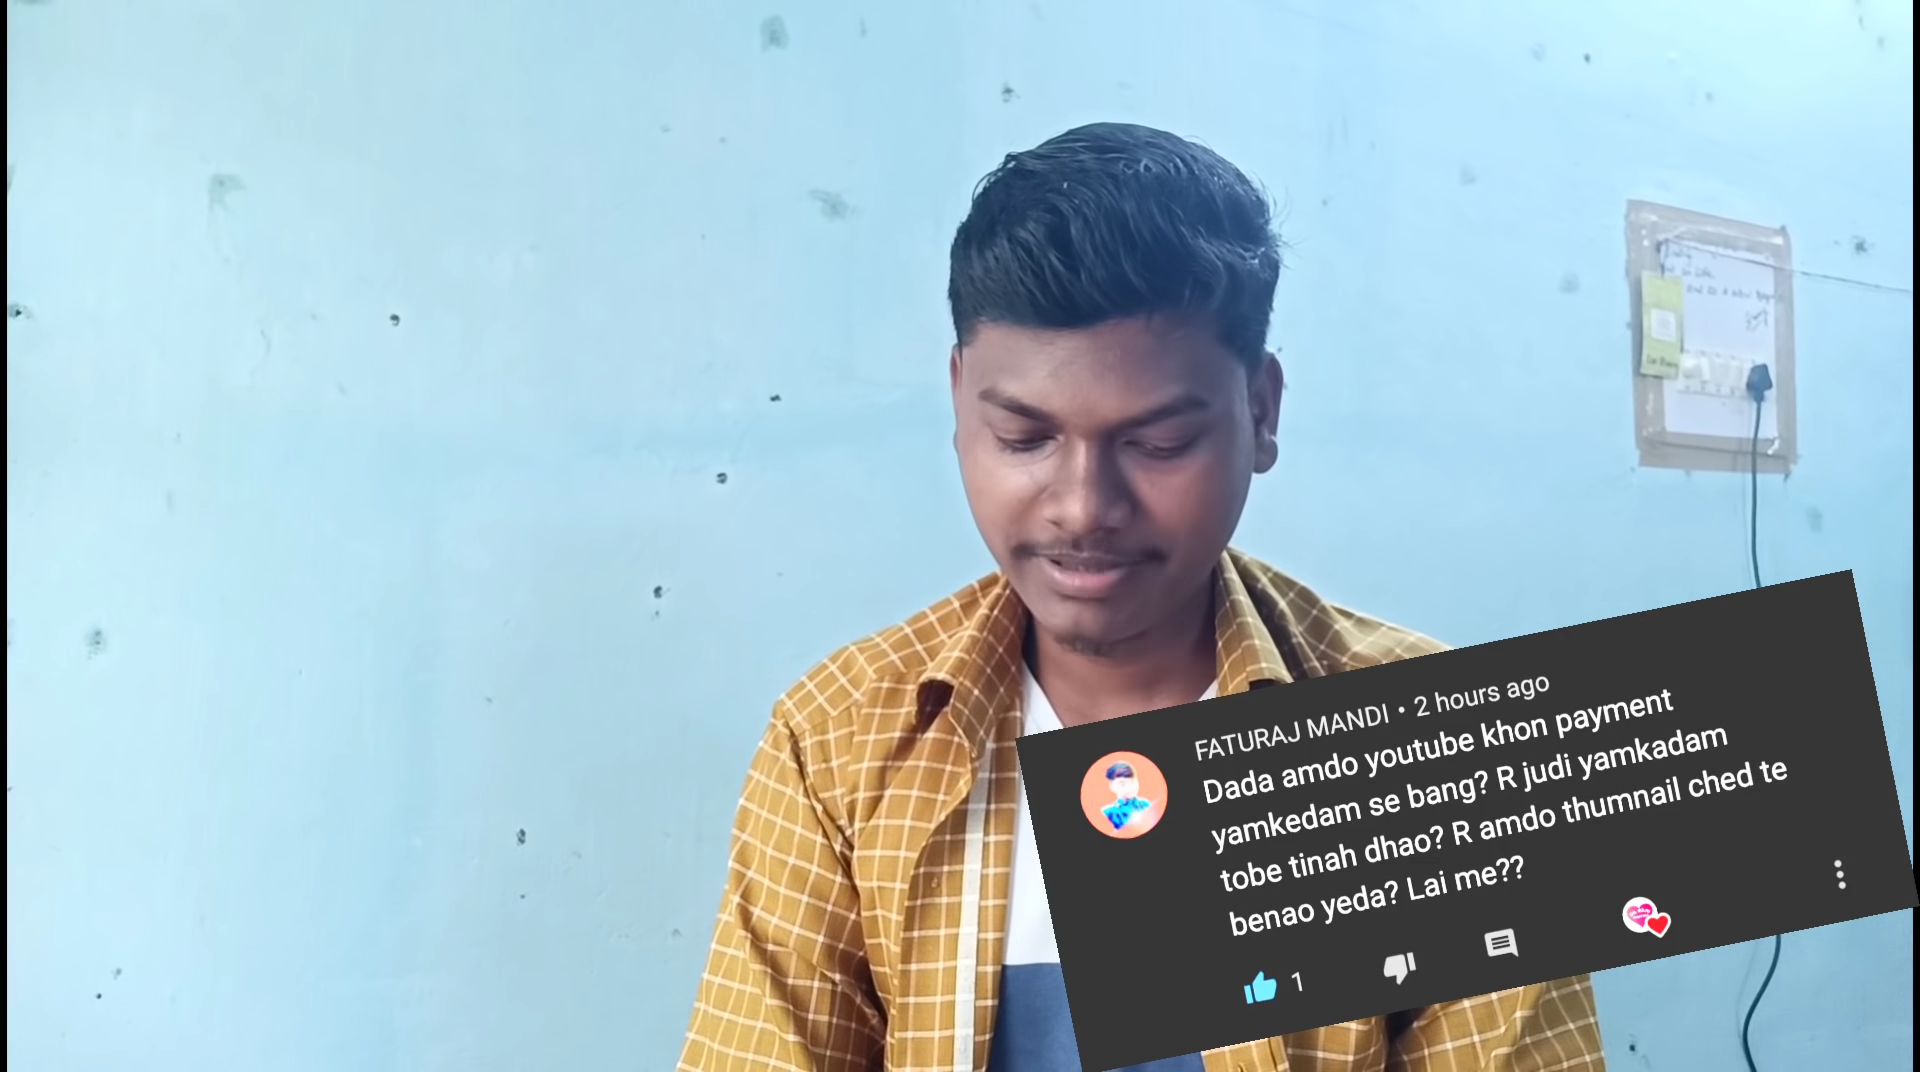 FATURAJ MANDI • 2 hours ago
Dada amdo youtube khon payment
yamkedam se bang? R judi yamkadam
tobe tinah dhao? R amdo thumnail ched te
benao yeda? Lai me??
1